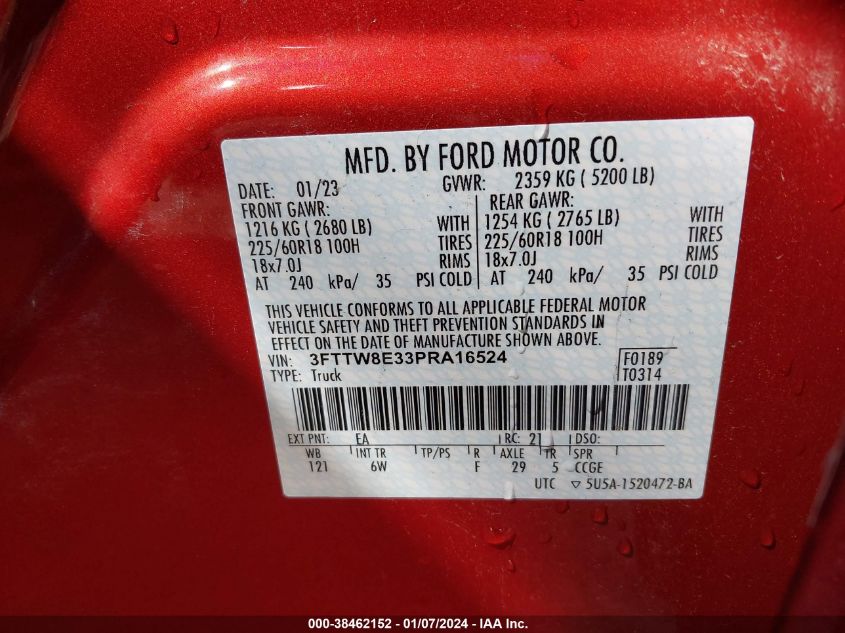 MFD. BY FORD MOTOR CO.
DATE: 01/23 GVWR: 2359 KG ( 5200 LB)
FRONT GAWR: REAR GAWR:
1216 KG ( 2680 LB) WITH 1254 KG ( 2765 LB) WITH
225/60R18 100H TIRES 225/60R18 100H TIRES
18x7.0J RIMS 18x7.0J RIMS
AT 240 kPa/ 35 PSI COLD AT 240 kPa/ 35 PSI COLD
THIS VEHICLE CONFORMS TO ALL APPLICABLE FEDERAL MOTOR
VEHICLE SAFETY AND THEFT PREVENTION STANDARDS IN
EFFECT ON THE DATE OF MANUFACTURE SHOWN ABOVE.
VIN: 3FTTW8E33PRA16524 F0189
TYPE: Truck T0314
EXT PNT: EA RC: 21 DSO:
WB INT TR TP/PS R AXLE TR SPR
121 6W F 29 5 CCGE
UTC ▽ 5U5A-1520472-BA
000-38462152 - 01/07/2024 - IAA Inc.